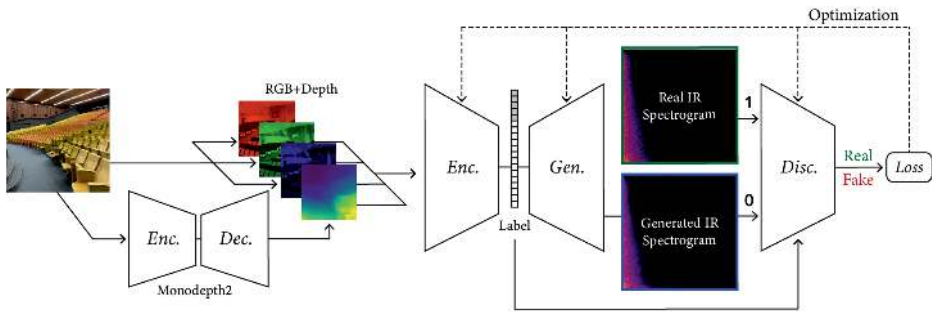 Optimization
RGB+Depth
Real IR
Spectrogram
1
Enc.
Gen.
Disc.
Real
Fake
Loss
Enc.
Dec.
Label
Generated IR
Spectrogram
0
Monodepth2